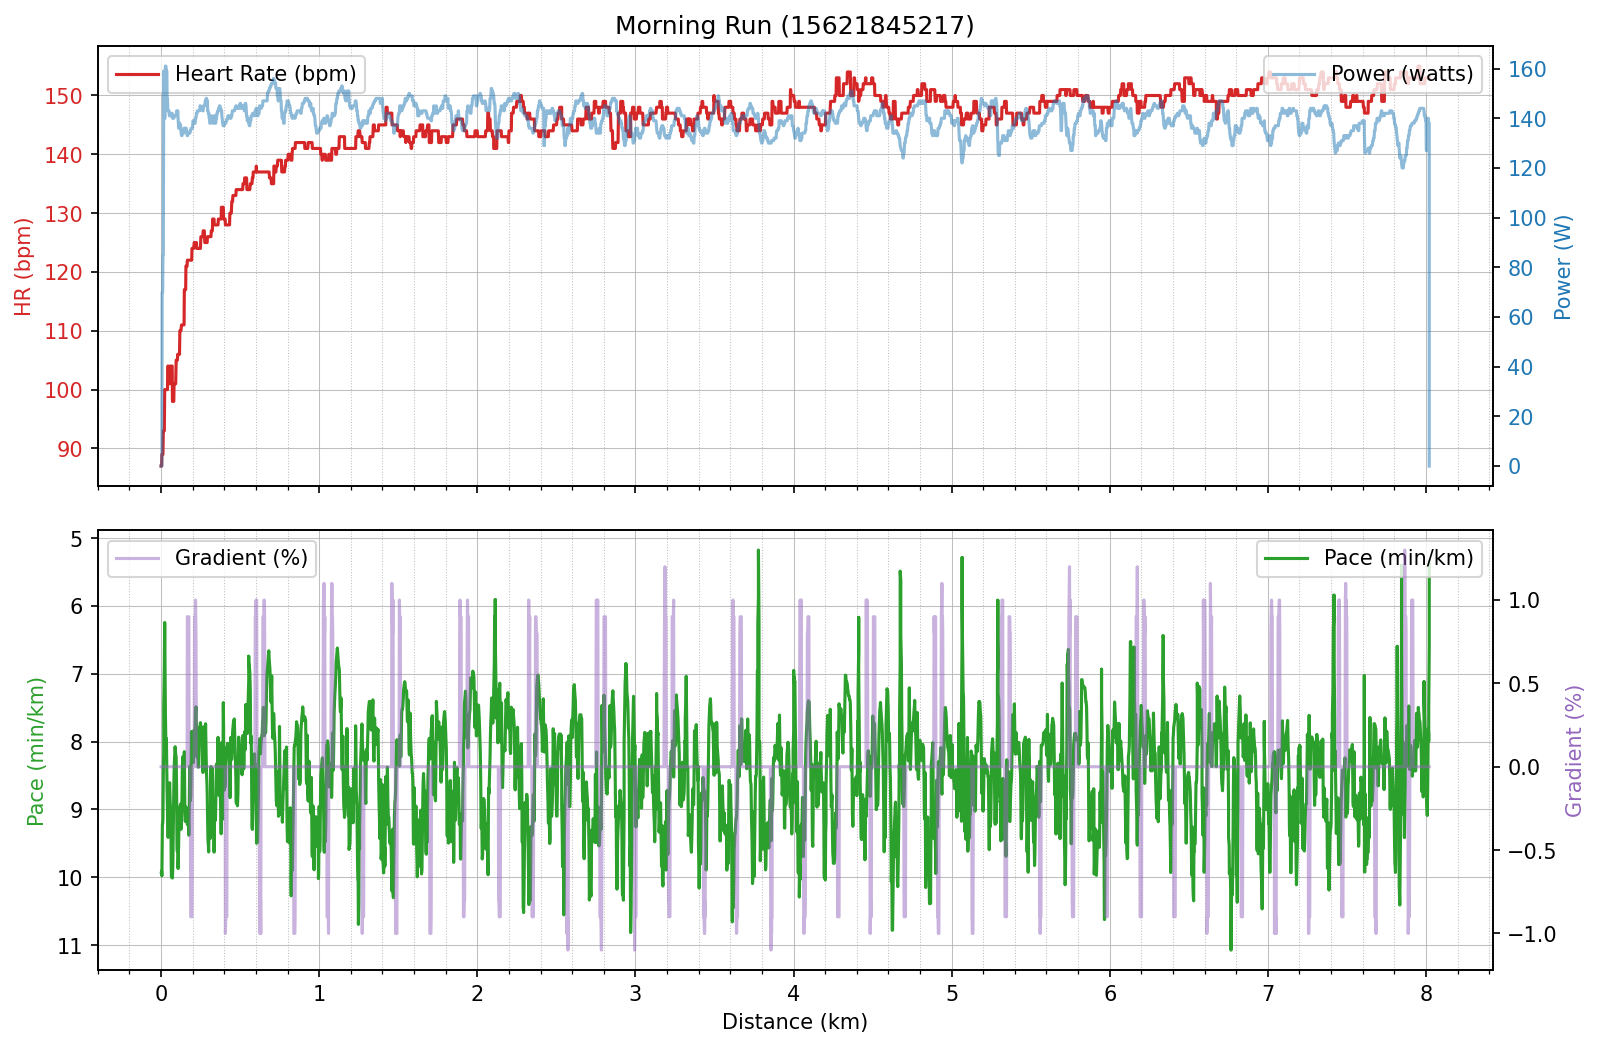 Morning Run (15621845217)
Heart Rate (bpm)
Power (watts)
HR (bpm)
150
140
130
120
110
100
90
160
140
120
100
80
60
40
20
0
Power (W)
Gradient (%)
Pace (min/km)
Pace (min/km)
5
6
7
8
9
10
11
1.0
0.5
0.0
−0.5
−1.0
Gradient (%)
0 1 2 3 4 5 6 7 8
Distance (km)